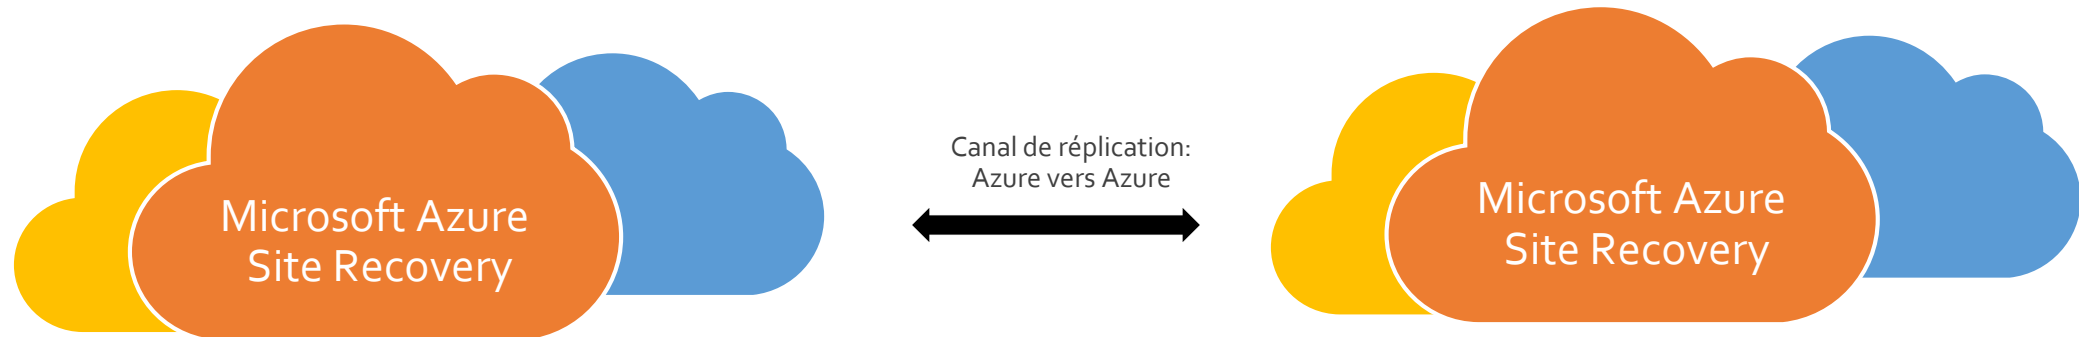 Microsoft Azure
Site Recovery
Canal de réplication:
Azure vers Azure
Microsoft Azure
Site Recovery